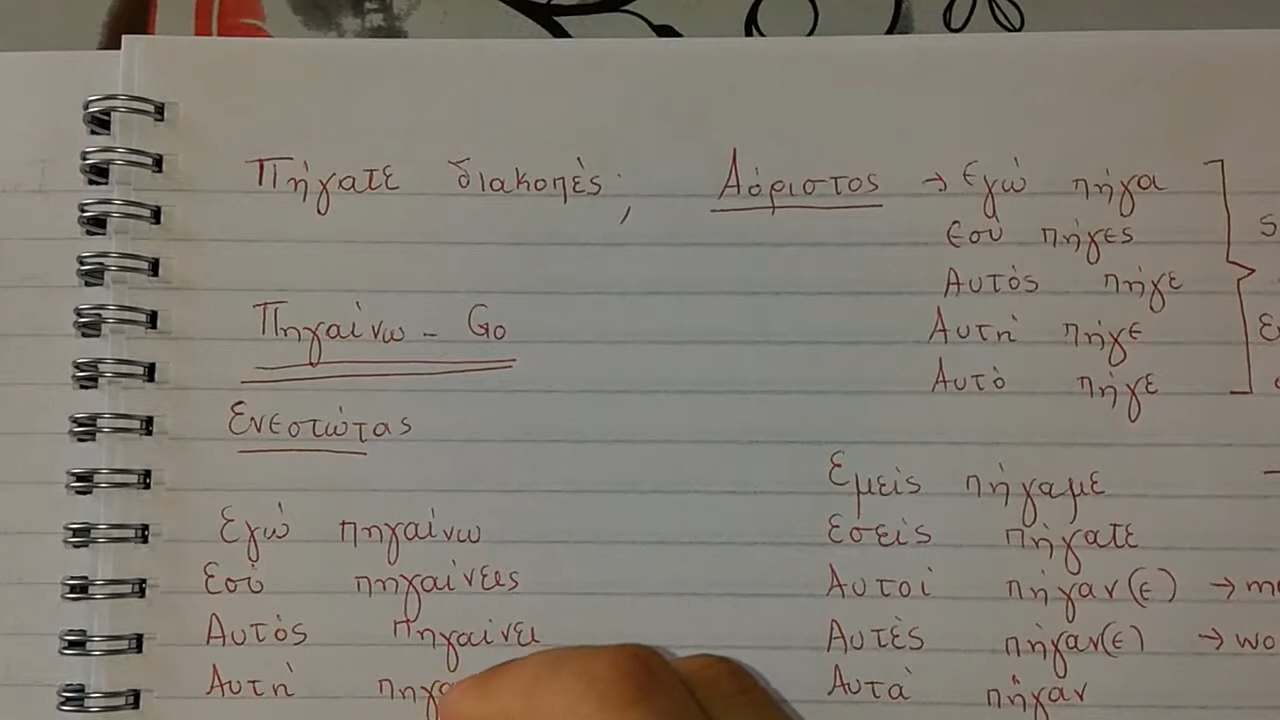 Πήγατε διακοπές;
Πηγαίνω - Go
Ενεστώτας
Εγώ πηγαίνω
Εσύ πηγαίνεις
Αυτός πηγαίνει
Αυτή
Αόριστος → Εγώ πήγα
Εσύ πήγες
Αυτός πήγε
Αυτή πήγε
Αυτό πήγε
Εμείς πήγαμε
Εσείς πήγατε
Αυτοί πήγαν(ε) →
Αυτές πήγαν(ε) →
Αυτά πήγαν